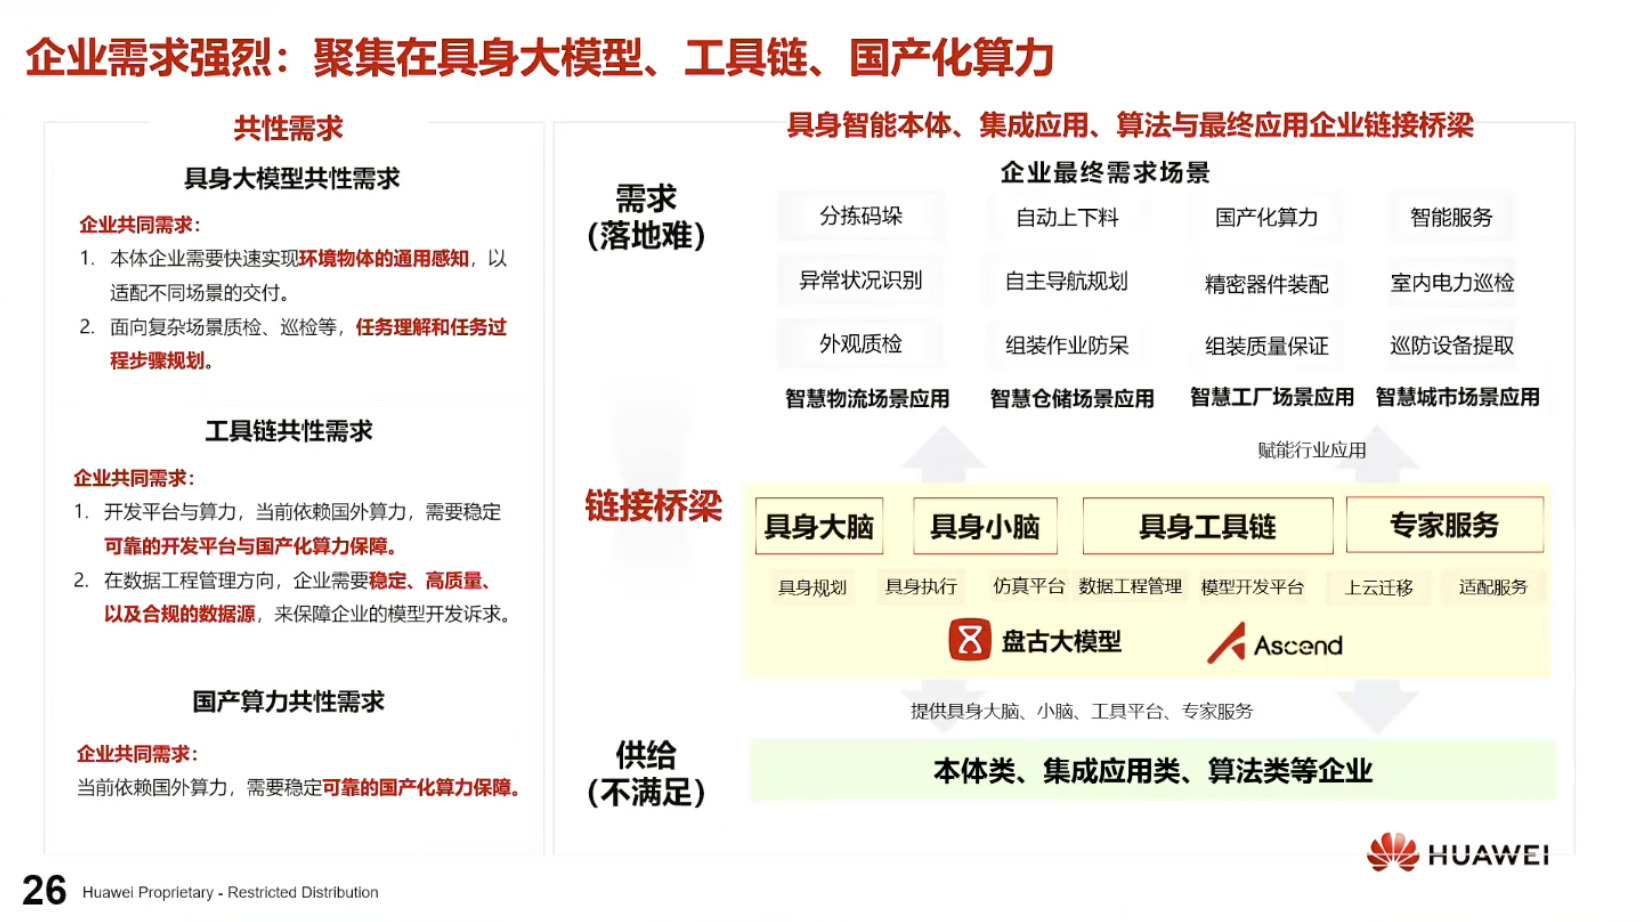 企业需求强烈：聚集在具身大模型、工具链、国产化算力
共性需求
具身大模型共性需求
企业共同需求：
1. 本体企业需要快速实现环境物体的通用感知，以
适配不同场景的交付。
2. 面向复杂场景质检、巡检等，任务理解和任务过
程步骤规划。
工具链共性需求
企业共同需求：
1. 开发平台与算力，当前依赖国外算力，需要稳定
可靠的开发平台与国产化算力保障。
2. 在数据工程管理方向，企业需要稳定、高质量、
以及合规的数据源，来保障企业的模型开发诉求。
国产算力共性需求
企业共同需求：
当前依赖国外算力，需要稳定可靠的国产化算力保障。
具身智能本体、集成应用、算法与最终应用企业链接桥梁
企业最终需求场景
需求
（落地难）
分拣码垛 自动上下料 国产化算力 智能服务
异常状况识别 自主导航规划 精密器件装配 室内电力巡检
外观质检 组装作业防呆 组装质量保证 巡防设备提取
智慧物流场景应用 智慧仓储场景应用 智慧工厂场景应用 智慧城市场景应用
赋能行业应用
链接桥梁
具身大脑 具身小脑 具身工具链 专家服务
具身规划 具身执行 仿真平台 数据工程管理 模型开发平台 上云迁移 适配服务
盘古大模型 Ascend
提供具身大脑、小脑、工具平台、专家服务
供给
（不满足）
本体类、集成应用类、算法类等企业
HUAWEI
26 Huawei Proprietary - Restricted Distribution